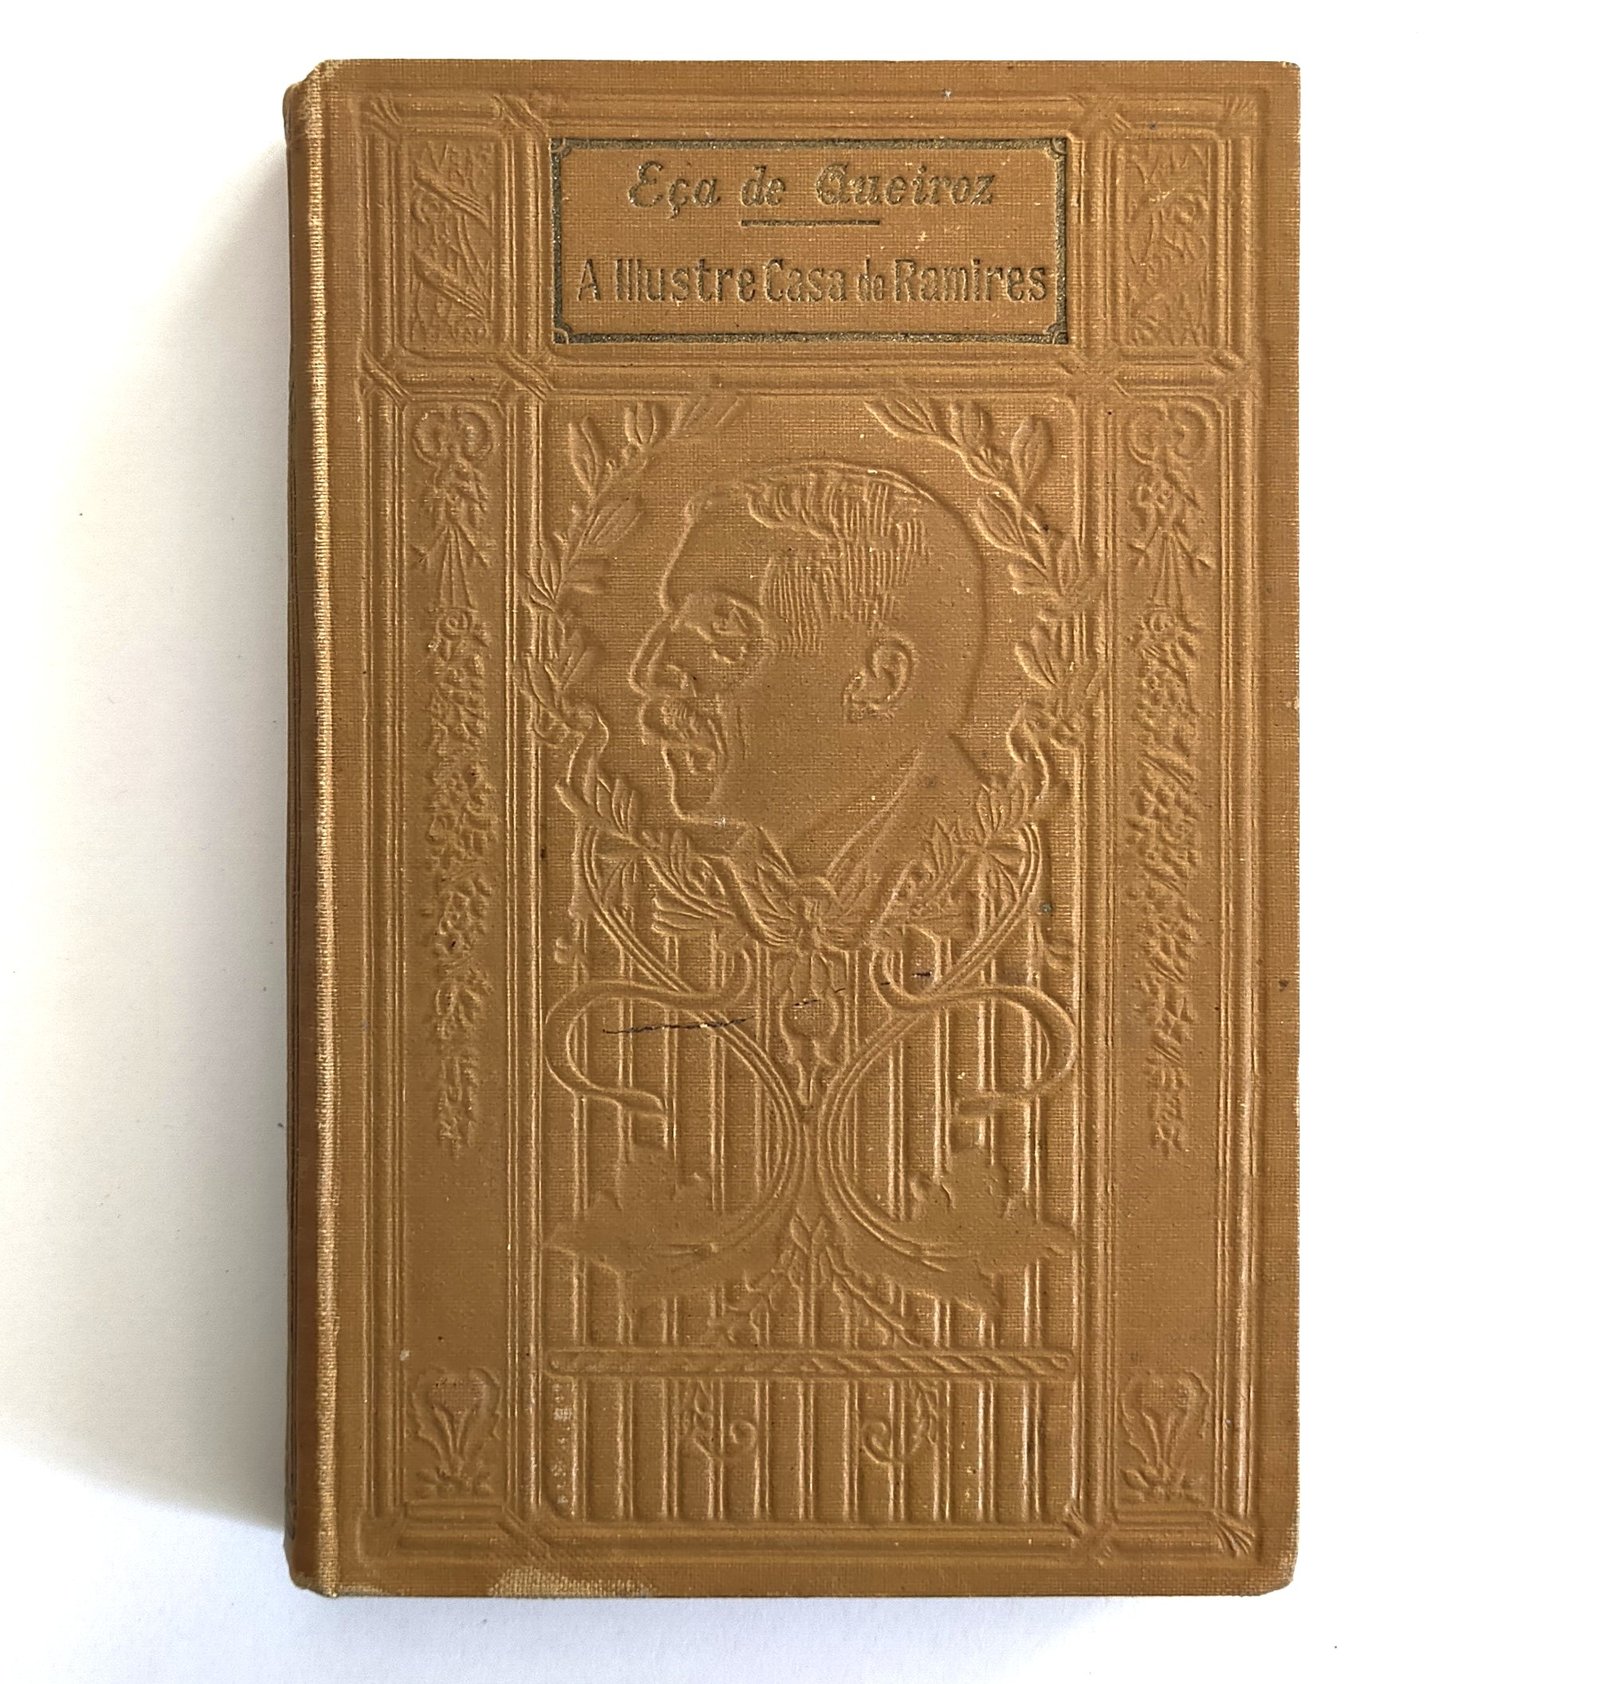 Eça de Queiroz
A Illustre Casa de Ramires